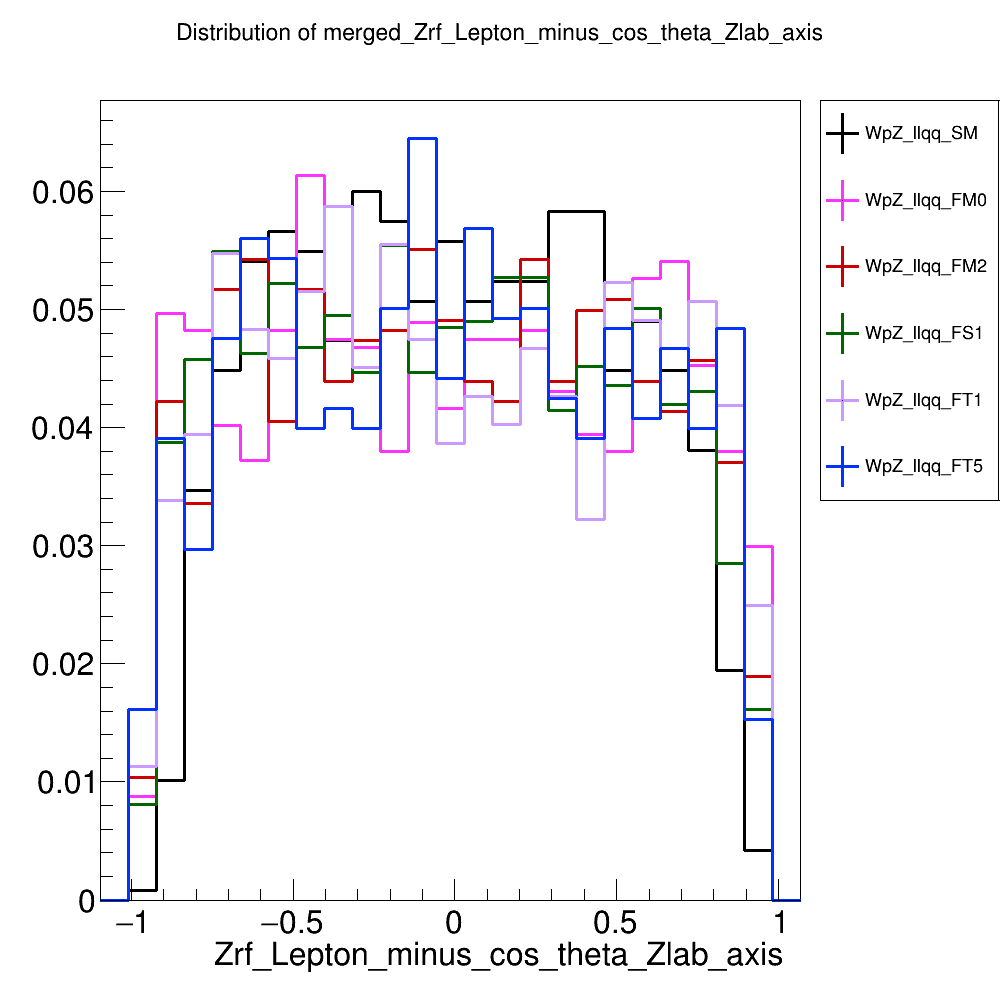 Distribution of merged_Zrf_Lepton_minus_cos_theta_Zlab_axis
WpZ_llqq_SM
WpZ_llqq_FM0
WpZ_llqq_FM2
WpZ_llqq_FS1
WpZ_llqq_FT1
WpZ_llqq_FT5
0.06
0.05
0.04
0.03
0.02
0.01
0
−1 −0.5 0 0.5 1
Zrf_Lepton_minus_cos_theta_Zlab_axis